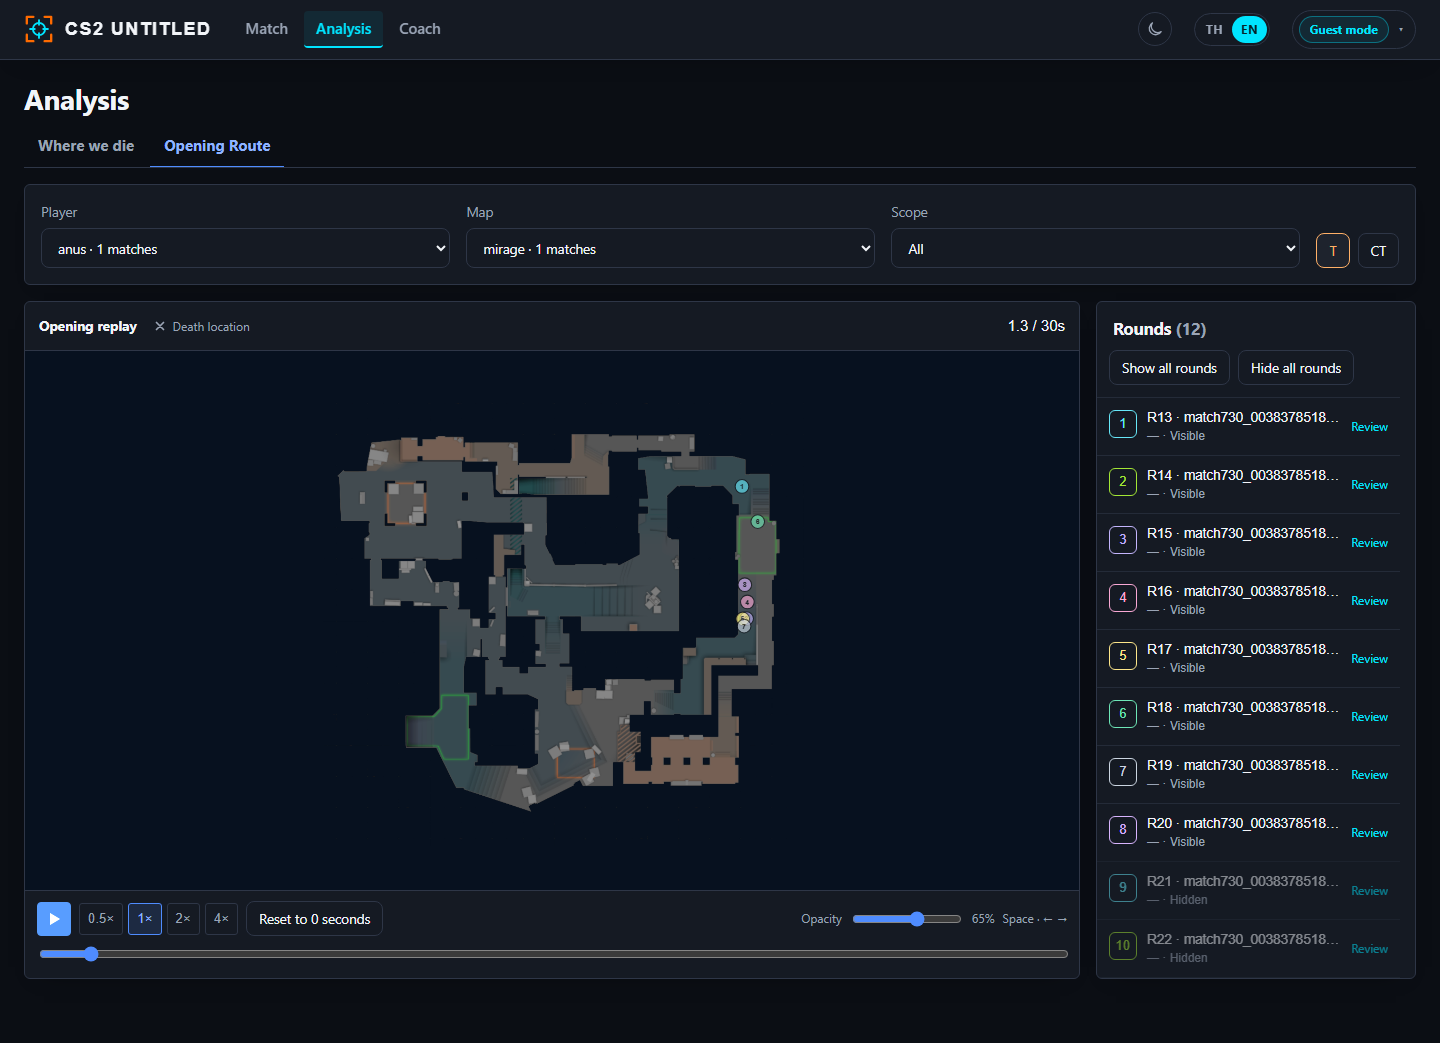 CS2 UNTITLED
Match
Analysis
Coach
TH
EN
Guest mode
Analysis
Where we die
Opening Route
Player
Map
Scope
anus · 1 matches
mirage · 1 matches
All
T
CT
Opening replay
Death location
1.3 / 30s
1
6
3
4
7
0.5×
1×
2×
4×
Reset to 0 seconds
Opacity
65%
Space · ← →
Rounds (12)
Show all rounds
Hide all rounds
1
R13 · match730_0038378518...
— · Visible
Review
2
R14 · match730_0038378518...
— · Visible
Review
3
R15 · match730_0038378518...
— · Visible
Review
4
R16 · match730_0038378518...
— · Visible
Review
5
R17 · match730_0038378518...
— · Visible
Review
6
R18 · match730_0038378518...
— · Visible
Review
7
R19 · match730_0038378518...
— · Visible
Review
8
R20 · match730_0038378518...
— · Visible
Review
9
R21 · match730_0038378518...
— · Hidden
Review
10
R22 · match730_0038378518...
— · Hidden
Review